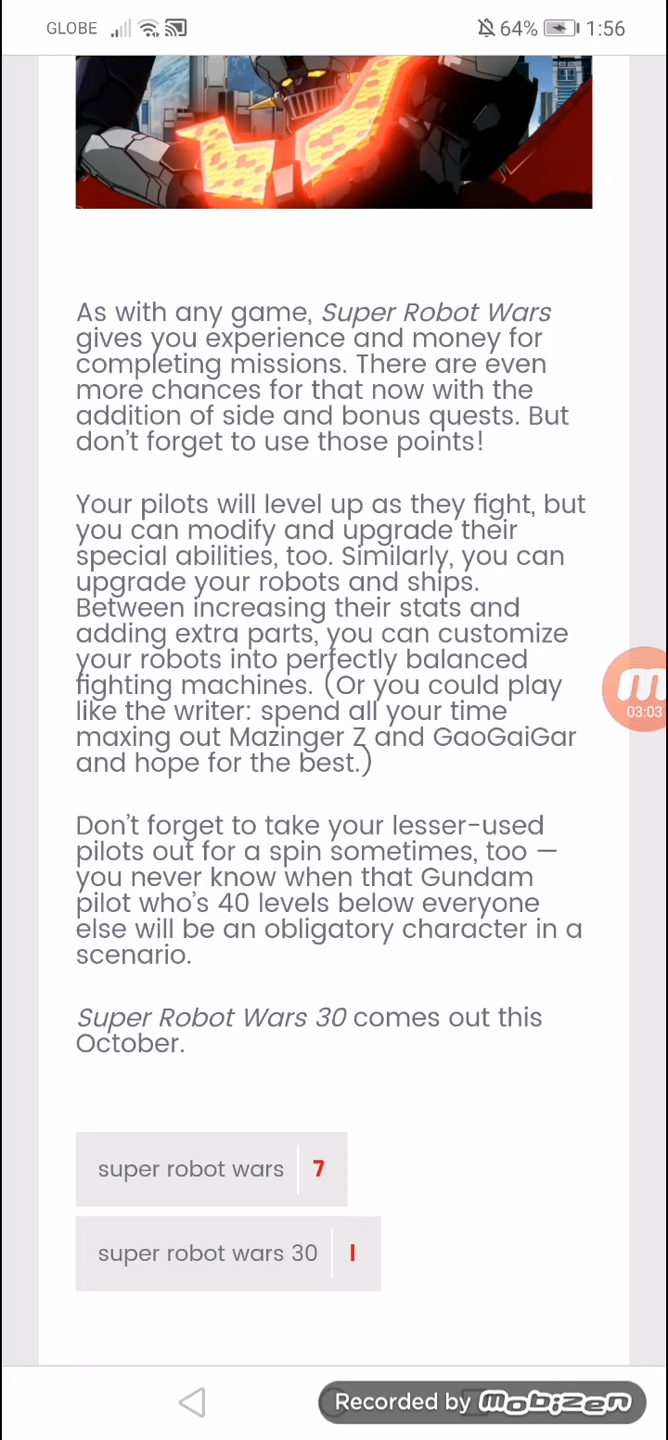 GLOBE 64% 1:56
As with any game, Super Robot Wars
gives you experience and money for
completing missions. There are even
more chances for that now with the
addition of side and bonus quests. But
don't forget to use those points!
Your pilots will level up as they fight, but
you can modify and upgrade their
special abilities, too. Similarly, you can
upgrade your robots and ships.
Between increasing their stats and
adding extra parts, you can customize
your robots into perfectly balanced
fighting machines. (Or you could play
like the writer: spend all your time
maxing out Mazinger Z and GaoGaiGar
and hope for the best.)
03:03
Don't forget to take your lesser-used
pilots out for a spin sometimes, too —
you never know when that Gundam
pilot who's 40 levels below everyone
else will be an obligatory character in a
scenario.
Super Robot Wars 30 comes out this
October.
super robot wars 7
super robot wars 30 1
Recorded by mobizen